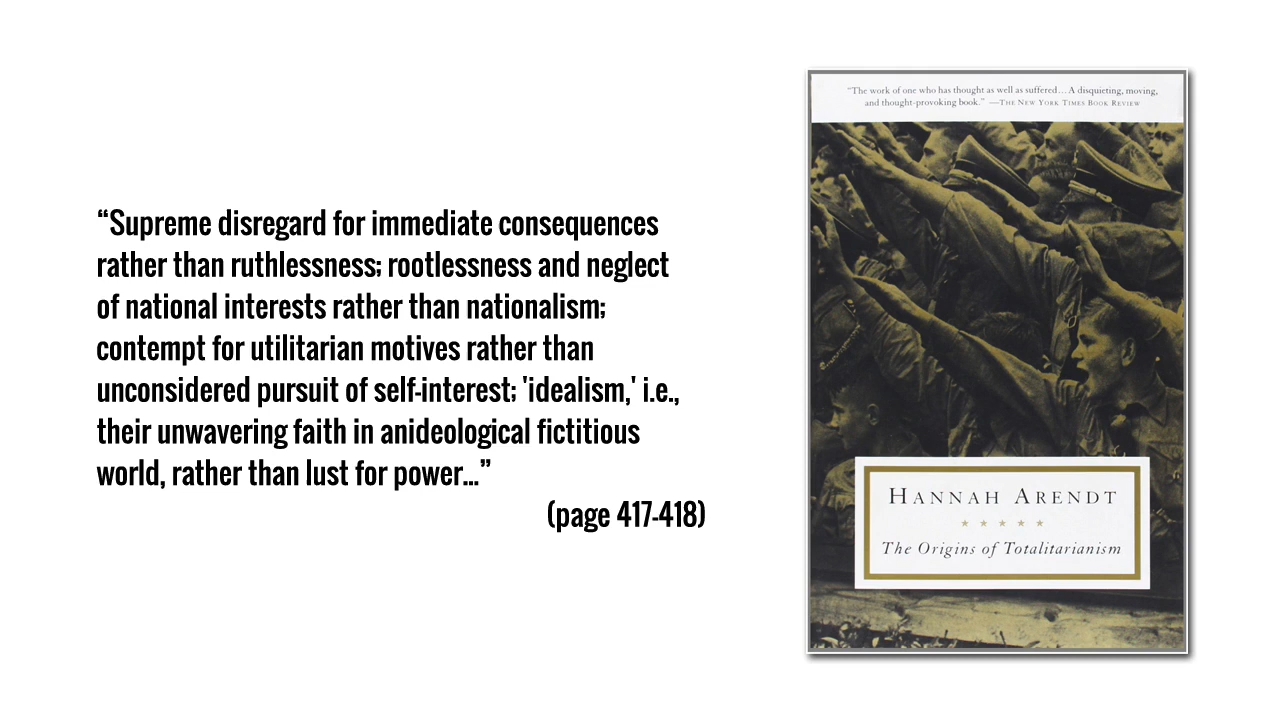 “Supreme disregard for immediate consequences
rather than ruthlessness; rootlessness and neglect
of national interests rather than nationalism;
contempt for utilitarian motives rather than
unconsidered pursuit of self-interest; 'idealism,' i.e.,
their unwavering faith in anideological fictitious
world, rather than lust for power...”
(page 417-418)
“The work of one who has thought as well as suffered....A disquieting, moving,
and thought-provoking book.” —THE NEW YORK TIMES BOOK REVIEW
HANNAH ARENDT
The Origins of Totalitarianism